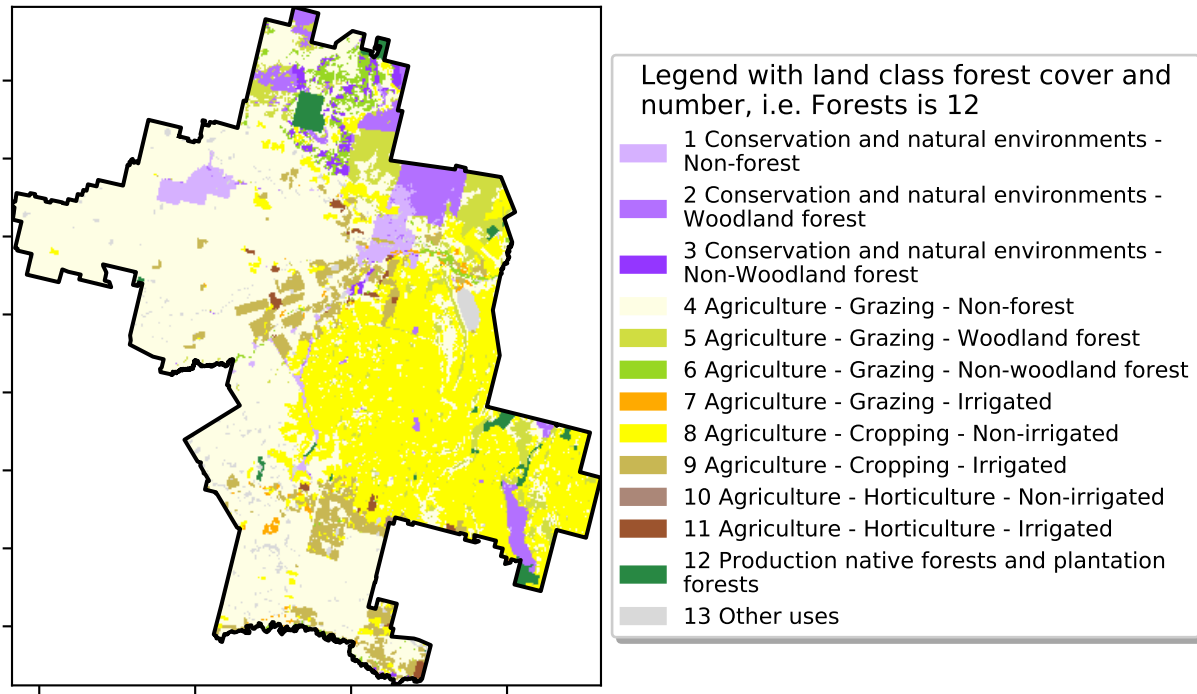 Legend with land class forest cover and
number, i.e. Forests is 12
1 Conservation and natural environments -
Non-forest
2 Conservation and natural environments -
Woodland forest
3 Conservation and natural environments -
Non-Woodland forest
4 Agriculture - Grazing - Non-forest
5 Agriculture - Grazing - Woodland forest
6 Agriculture - Grazing - Non-woodland forest
7 Agriculture - Grazing - Irrigated
8 Agriculture - Cropping - Non-irrigated
9 Agriculture - Cropping - Irrigated
10 Agriculture - Horticulture - Non-irrigated
11 Agriculture - Horticulture - Irrigated
12 Production native forests and plantation
forests
13 Other uses